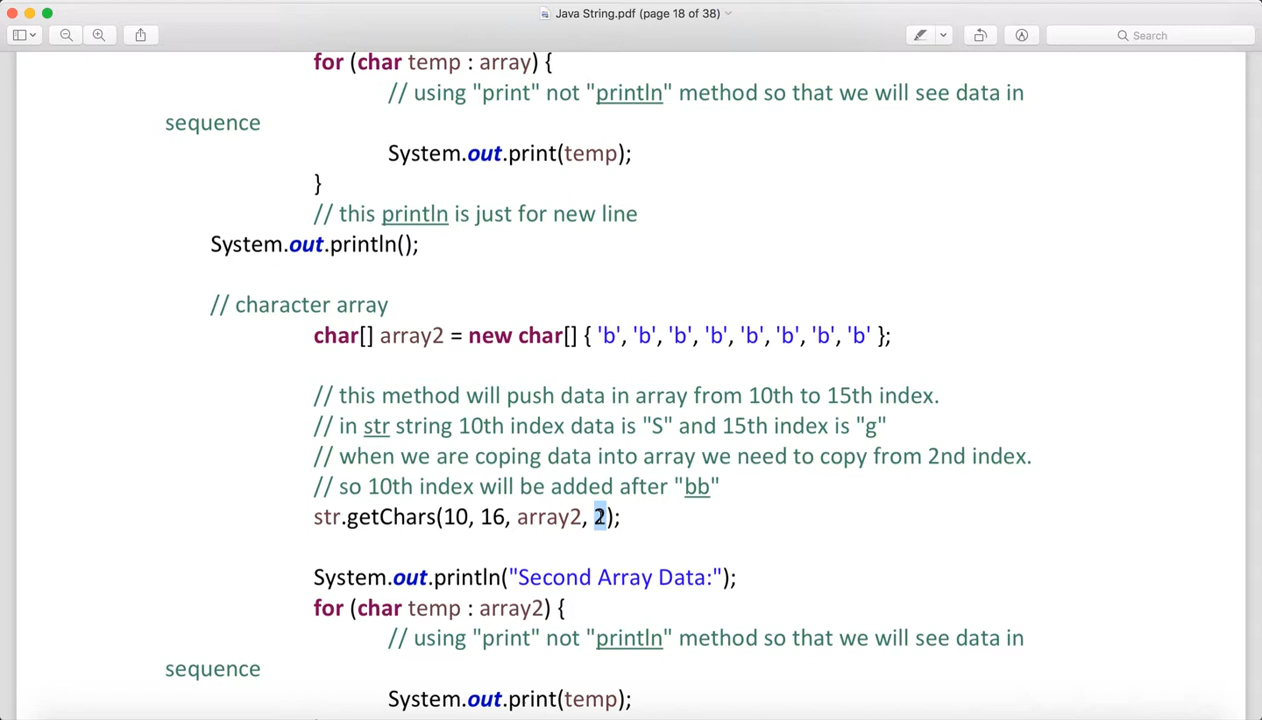 Java String.pdf (page 18 of 38)
Search
for (char temp : array) {
// using "print" not "println" method so that we will see data in
sequence
System.out.print(temp);
}
// this println is just for new line
System.out.println();
// character array
char[] array2 = new char[] { 'b', 'b', 'b', 'b', 'b', 'b', 'b', 'b' };
// this method will push data in array from 10th to 15th index.
// in str string 10th index data is "S" and 15th index is "g"
// when we are coping data into array we need to copy from 2nd index.
// so 10th index will be added after "bb"
str.getChars(10, 16, array2, 2);
System.out.println("Second Array Data:");
for (char temp : array2) {
// using "print" not "println" method so that we will see data in
sequence
System.out.print(temp);